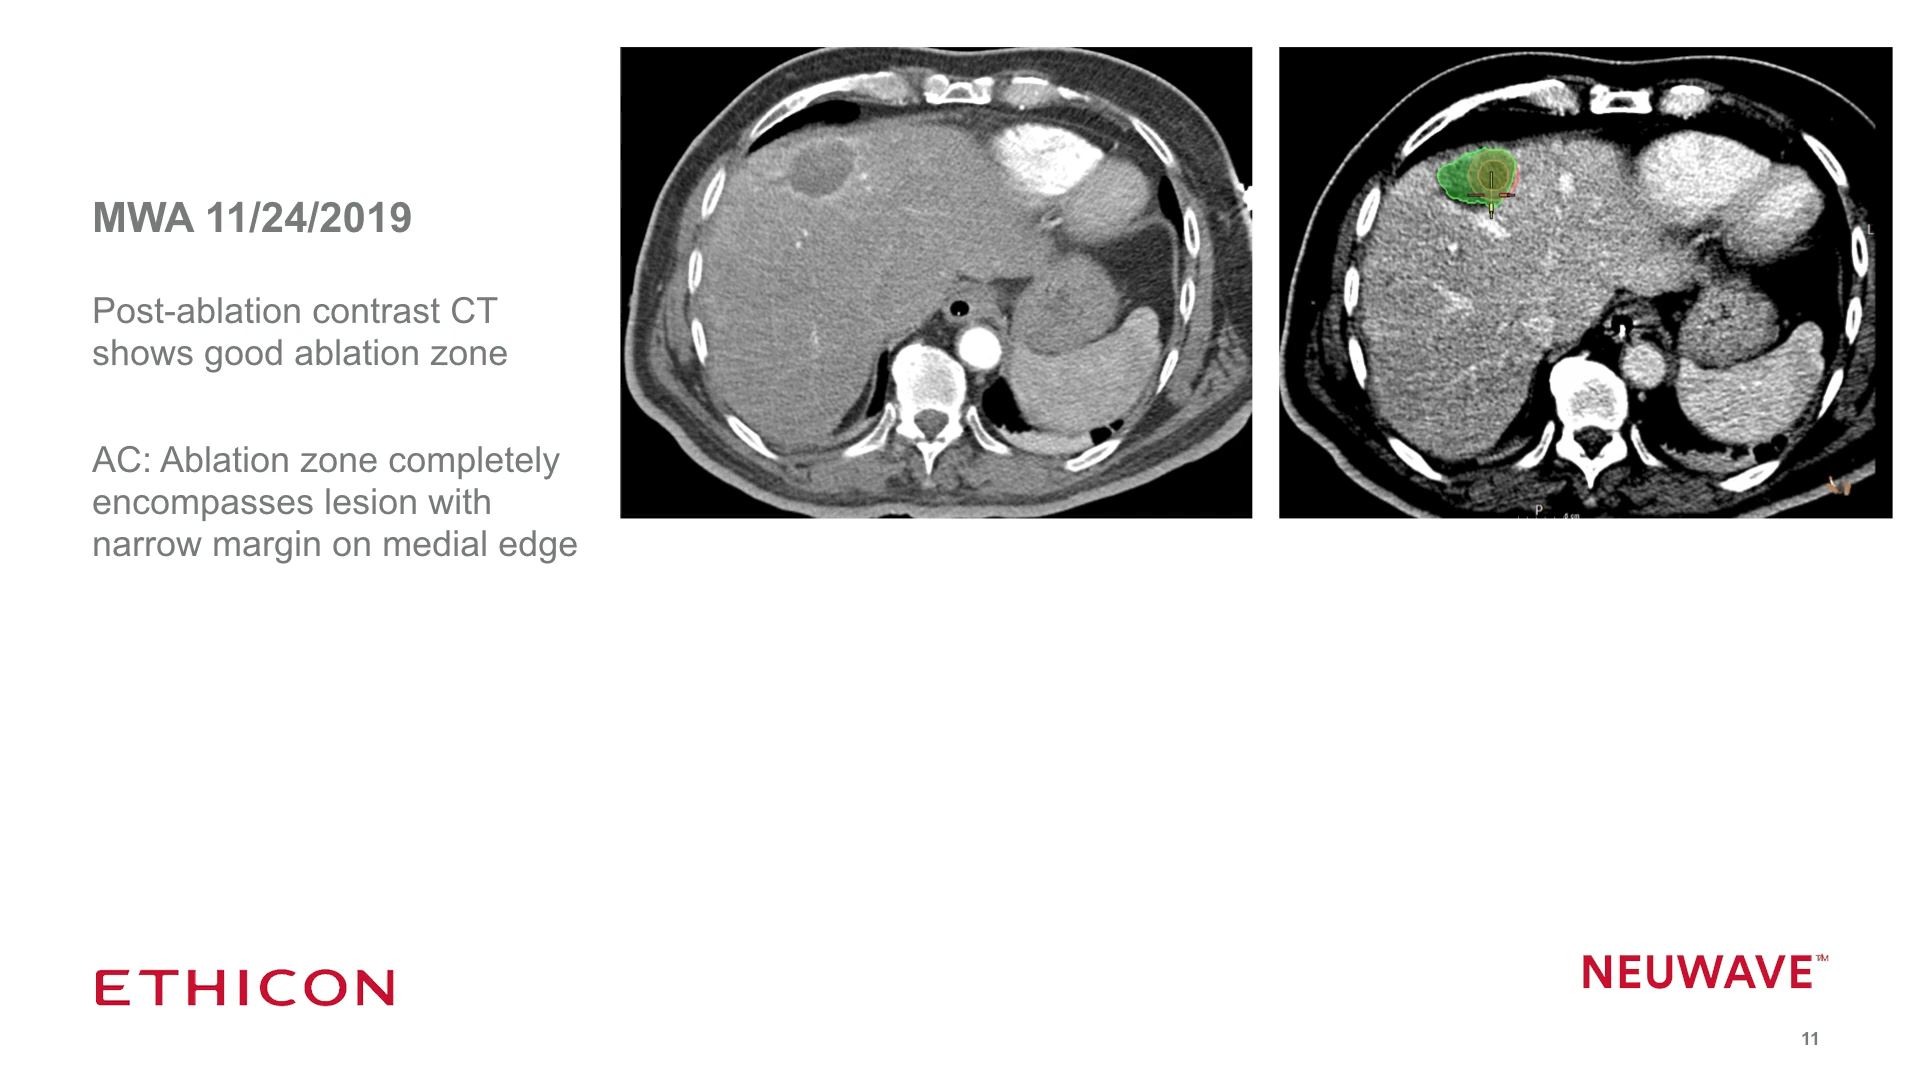 MWA 11/24/2019
Post-ablation contrast CT
shows good ablation zone
AC: Ablation zone completely
encompasses lesion with
narrow margin on medial edge
L
P
ETHICON
NEUWAVE™
11